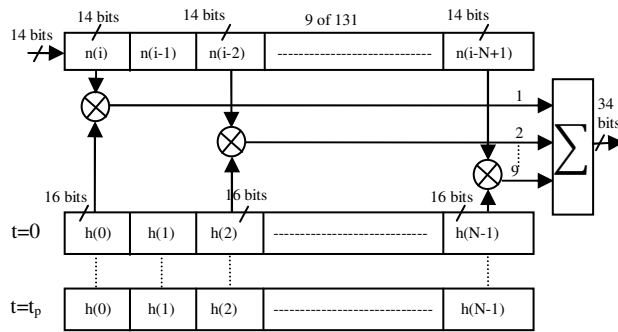 14 bits 14 bits 9 of 131 14 bits
14 bits
n(i) n(i-1) n(i-2) n(i-N+1)
1
34 bits
2
∑
9
16 bits 16 bits 16 bits
t=0 h(0) h(1) h(2) h(N-1)
t=tp h(0) h(1) h(2) h(N-1)